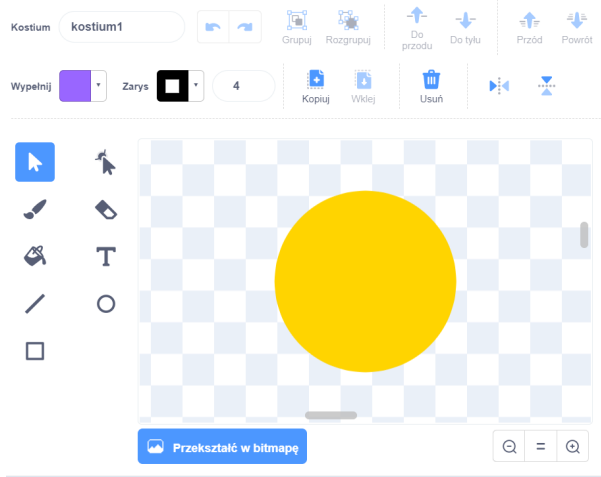 Kostium
kostium1
Grupuj
Rozgrupuj
Do
przodu
Do tyłu
Przód
Powrót
Wypełnij
Zarys
4
Kopiuj
Wklej
Usuń
T
Przekształć w bitmapę